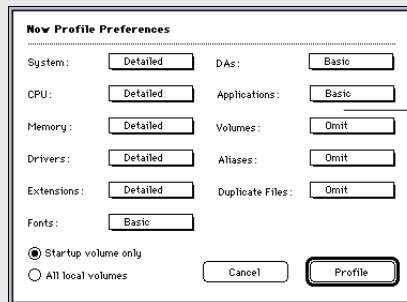 Now Profile Preferences
System: Detailed DAs: Basic
CPU: Detailed Applications: Basic
Memory: Detailed Volumes: Omit
Drivers: Detailed Aliases: Omit
Extensions: Detailed Duplicate Files: Omit
Fonts: Basic
Startup volume only
All local volumes Cancel Profile